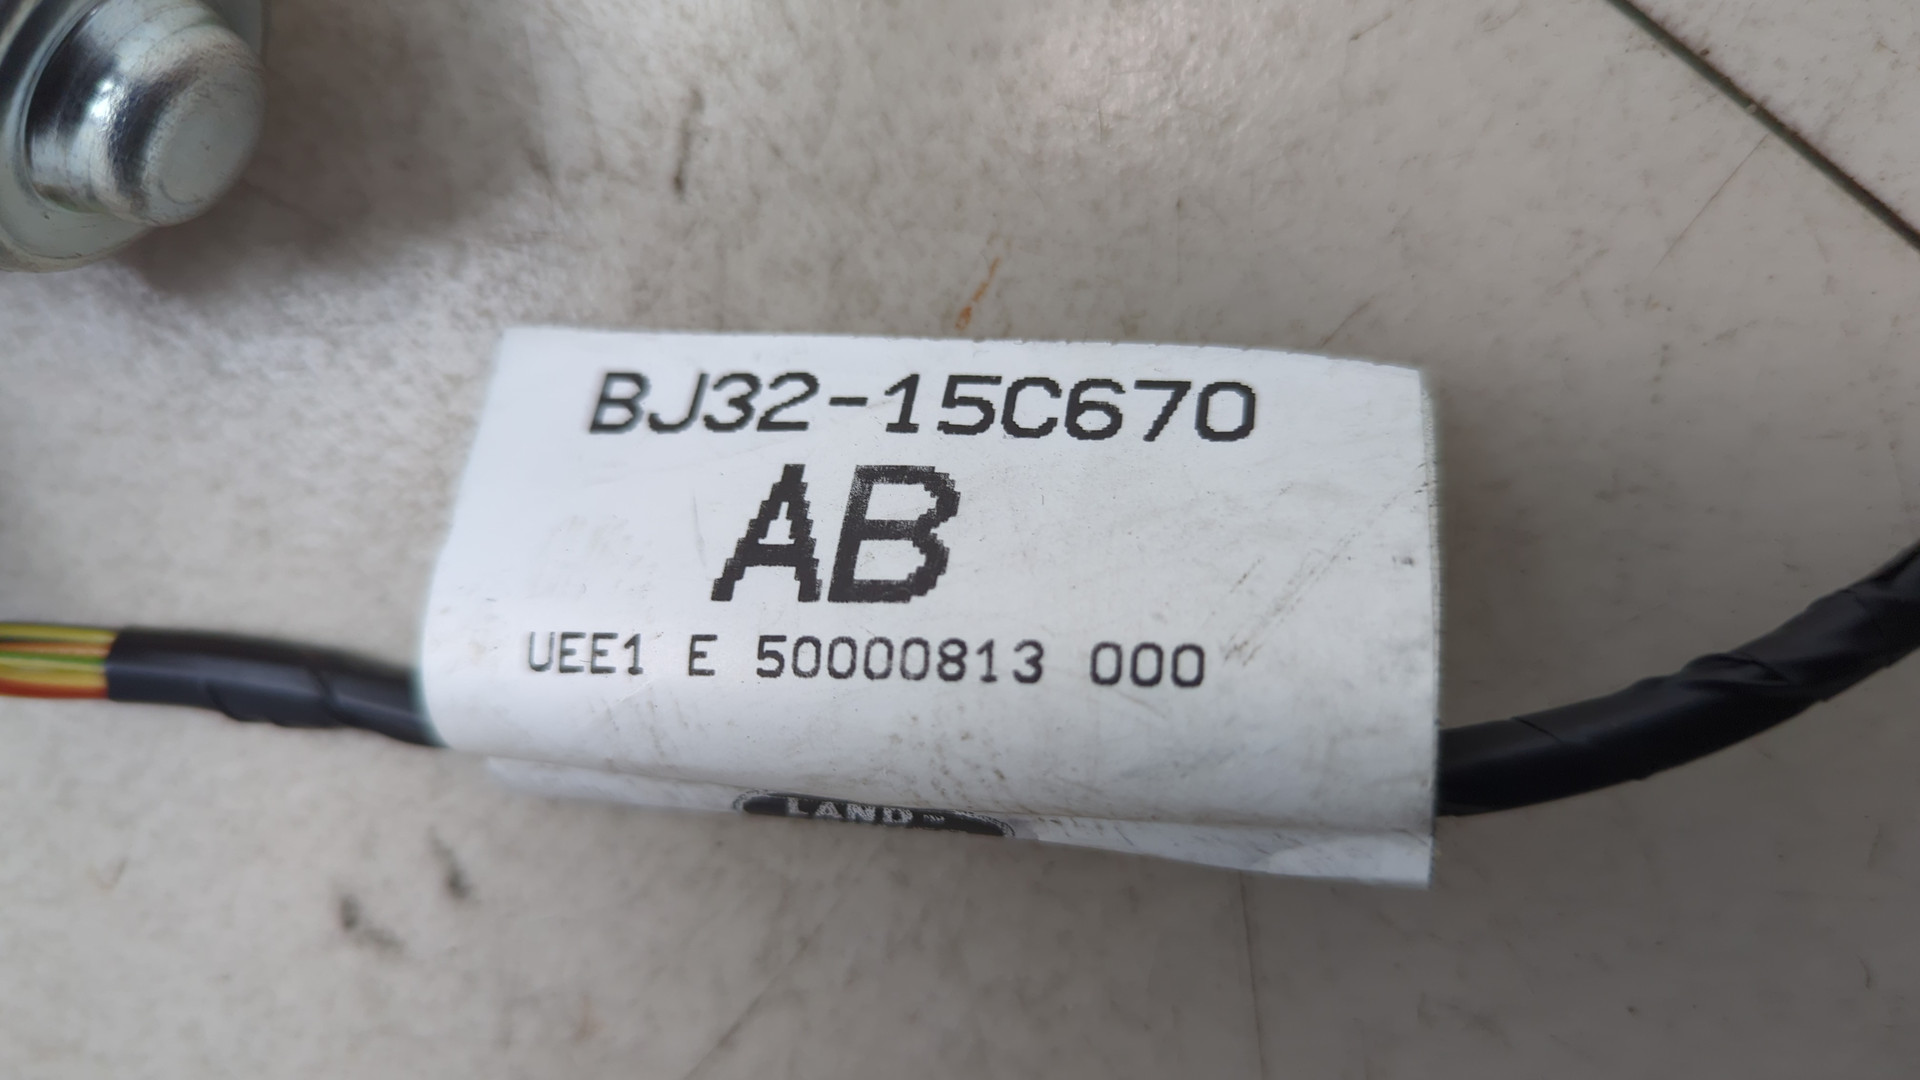 BJ32-15C670
AB
UEE1 E 50000813 000
LAND